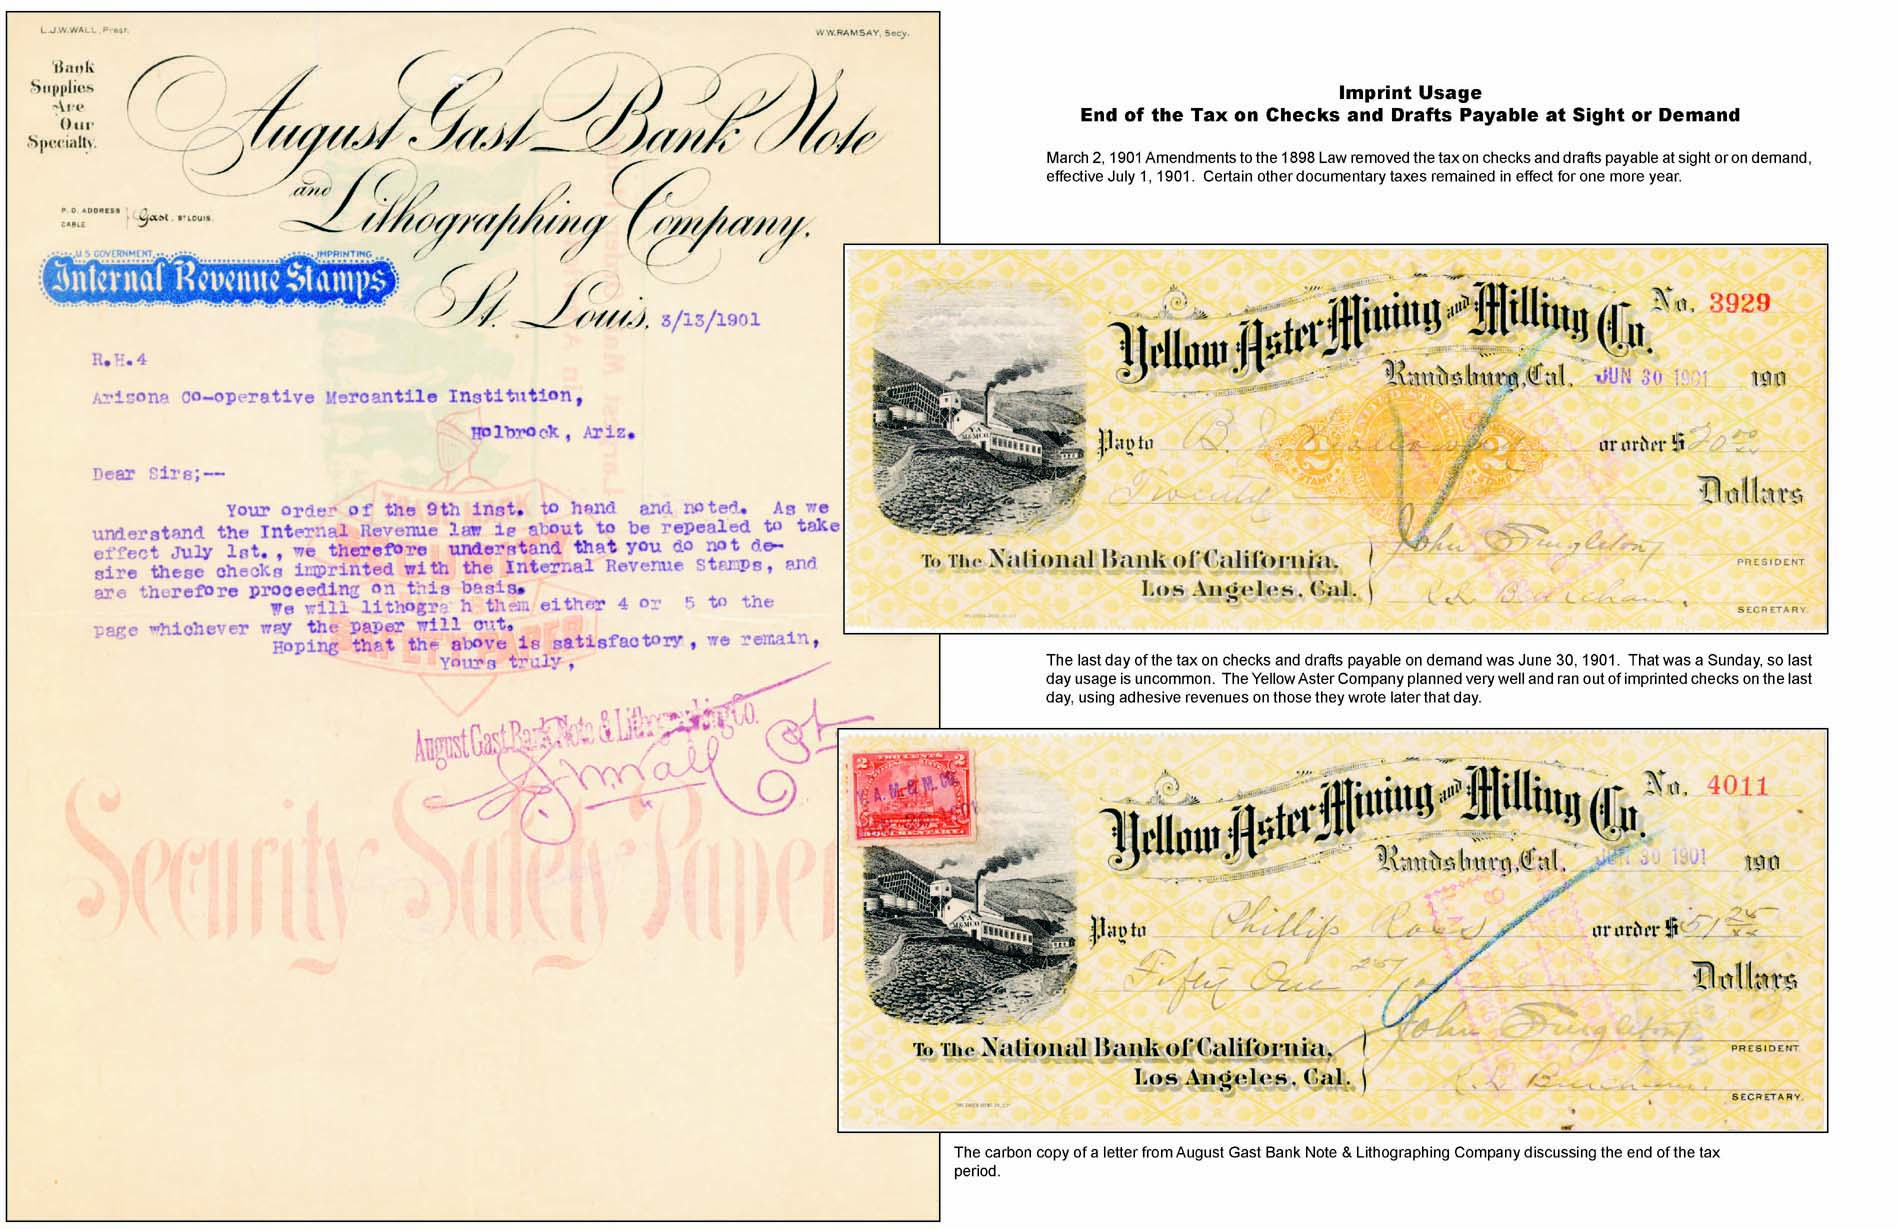 L.J.W.WALL, Prest.
W.W.RAMSAY, Secy.
Bank
Supplies
Are
Our
Specialty.
August Gast Bank Note
and
Lithographing Company,
P.O. ADDRESS
CABLE
Gast, ST LOUIS.
U.S GOVERNMENT IMPRINTING
Internal Revenue Stamps
St. Louis, 3/13/1901
R.H.4
Arizona Co-operative Mercantile Institution,
Holbrook, Ariz.
Dear Sirs;--
Your order of the 9th inst. to hand and noted. As we
understand the Internal Revenue law is about to be repealed to take
effect July 1st., we therefore understand that you do not de-
sire these checks imprinted with the Internal Revenue Stamps, and
are therefore proceeding on this basis.
We will lithogra h them either 4 or 5 to the
page whichever way the paper will cut.
Hoping that the above is satisfactory, we remain,
Yours truly,
August Gast Bank Note & Lithographing Co.
Wall Pt
Security Safety Paper
Imprint Usage
End of the Tax on Checks and Drafts Payable at Sight or Demand
March 2, 1901 Amendments to the 1898 Law removed the tax on checks and drafts payable at sight or on demand,
effective July 1, 1901. Certain other documentary taxes remained in effect for one more year.
Yellow Aster Mining and Milling Co. No. 3929
Randsburg, Cal. JUN 30 1901 190
Y.A.
M&MCO
Pay to B. or order $ 20 00
Twenty Dollars
2 2
To The National Bank of California,
Los Angeles, Cal.
John Singleton
PRESIDENT
SECRETARY.
The last day of the tax on checks and drafts payable on demand was June 30, 1901. That was a Sunday, so last
day usage is uncommon. The Yellow Aster Company planned very well and ran out of imprinted checks on the last
day, using adhesive revenues on those they wrote later that day.
2 TWO CENTS 2
Y. A. M. & M. CO.
DOCUMENTARY
Yellow Aster Mining and Milling Co. No. 4011
Randsburg, Cal. JUN 30 1901 190
Y.A.
M&MCO
Pay to Phillip Ross or order $ 51 25
Fifty One 25/ Dollars
To The National Bank of California,
Los Angeles, Cal.
John Singleton
PRESIDENT
SECRETARY.
The carbon copy of a letter from August Gast Bank Note & Lithographing Company discussing the end of the tax
period.